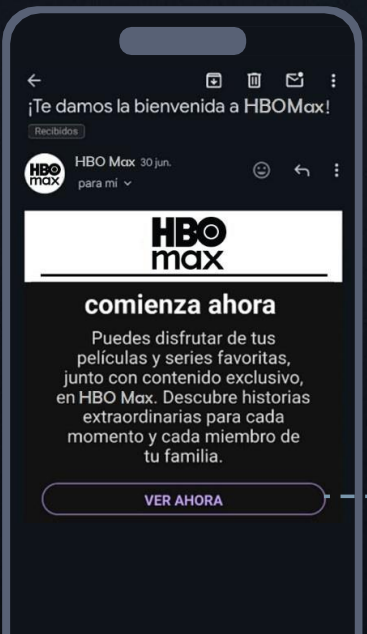 ¡Te damos la bienvenida a HBOMax!
Recibidos
HBO Max 30 jun.
para mí
HBO
max
HBO
max
comienza ahora
Puedes disfrutar de tus
películas y series favoritas,
junto con contenido exclusivo,
en HBO Max. Descubre historias
extraordinarias para cada
momento y cada miembro de
tu familia.
VER AHORA